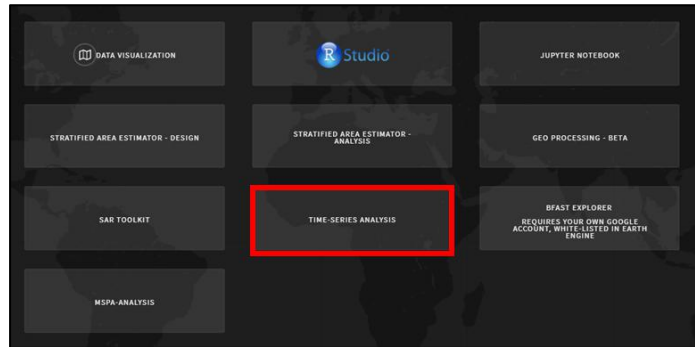 DATA VISUALIZATION
R Studio
JUPYTER NOTEBOOK
STRATIFIED AREA ESTIMATOR - DESIGN
STRATIFIED AREA ESTIMATOR -
ANALYSIS
GEO PROCESSING - BETA
SAR TOOLKIT
TIME-SERIES ANALYSIS
BFAST EXPLORER
REQUIRES YOUR OWN GOOGLE
ACCOUNT, WHITE-LISTED IN EARTH
ENGINE
MSPA-ANALYSIS